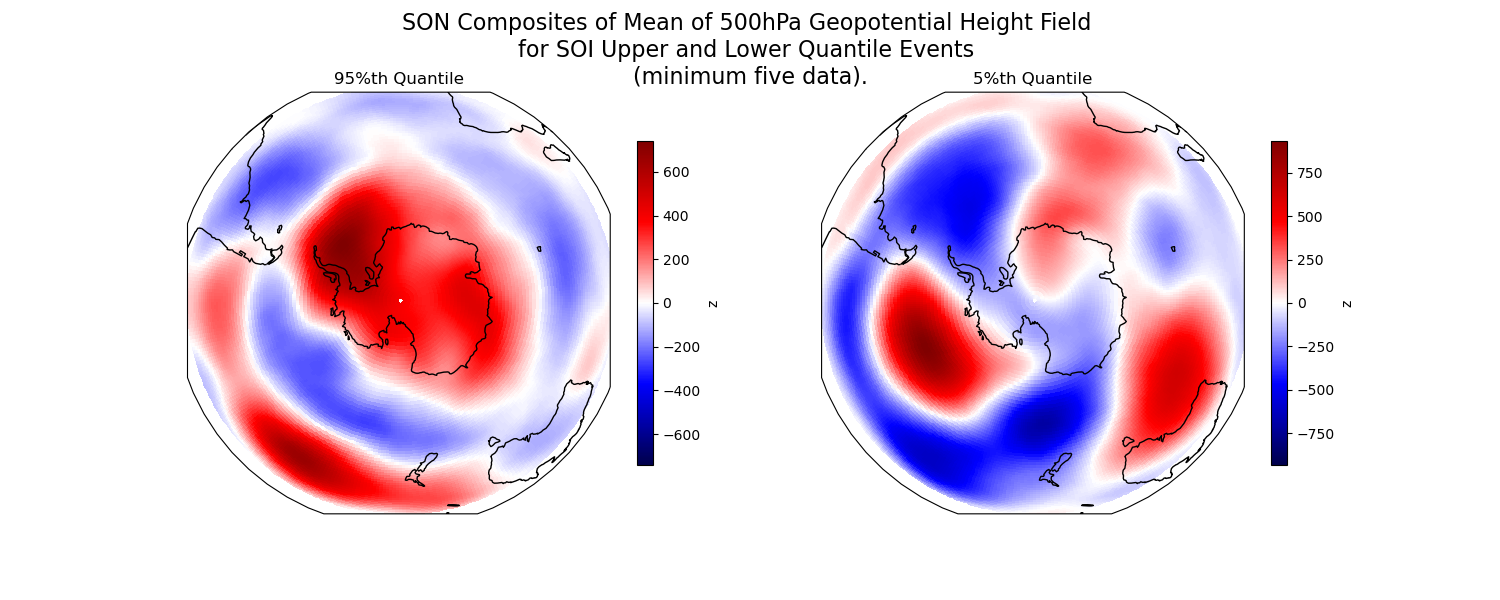 SON Composites of Mean of 500hPa Geopotential Height Field
for SOI Upper and Lower Quantile Events
(minimum five data).
95%th Quantile
5%th Quantile
600
400
200
0
−200
−400
−600
z
750
500
250
0
−250
−500
−750
z